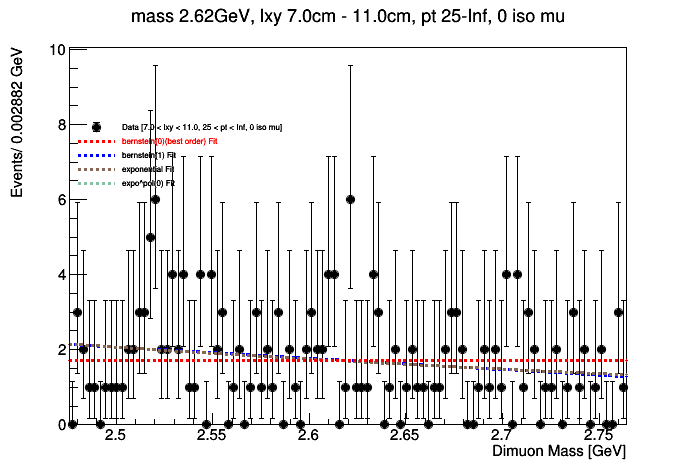 mass 2.62GeV, lxy 7.0cm - 11.0cm, pt 25-Inf, 0 iso mu
Events/ 0.002882 GeV
10
8
6
4
2
0
Data [7.0 < lxy < 11.0, 25 < pt < Inf, 0 iso mu]
bernstein[0](best order) Fit
bernstein(1) Fit
exponential Fit
expo*pol(0) Fit
2.5 2.55 2.6 2.65 2.7 2.75
Dimuon Mass [GeV]